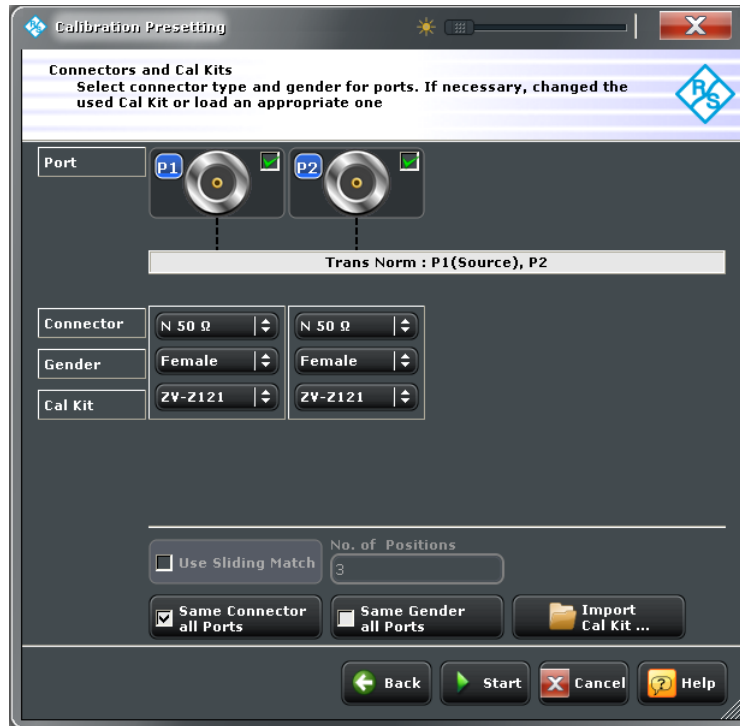 Calibration Presetting
Connectors and Cal Kits
Select connector type and gender for ports. If necessary, changed the
used Cal Kit or load an appropriate one
R&S
Port
P1
P2
Trans Norm : P1(Source), P2
Connector
N 50 Ω
N 50 Ω
Gender
Female
Female
Cal Kit
ZV-Z121
ZV-Z121
Use Sliding Match
No. of Positions
3
Same Connector
all Ports
Same Gender
all Ports
Import
Cal Kit ...
Back
Start
Cancel
Help